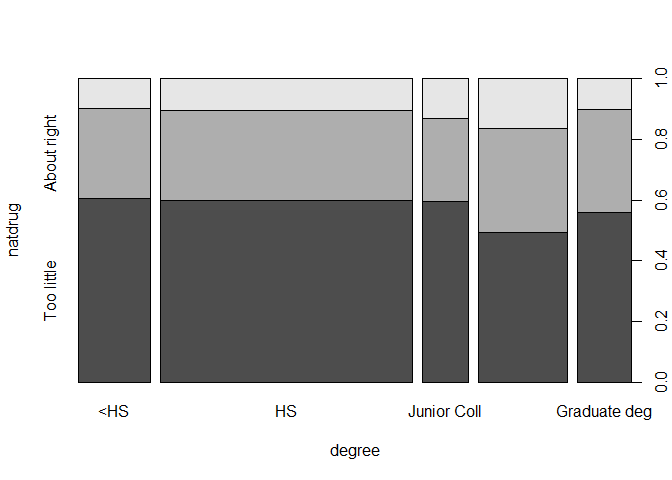 natdrug
About right
Too little
1.0
0.8
0.6
0.4
0.2
0.0
<HS
HS
Junior Coll
Graduate deg
degree